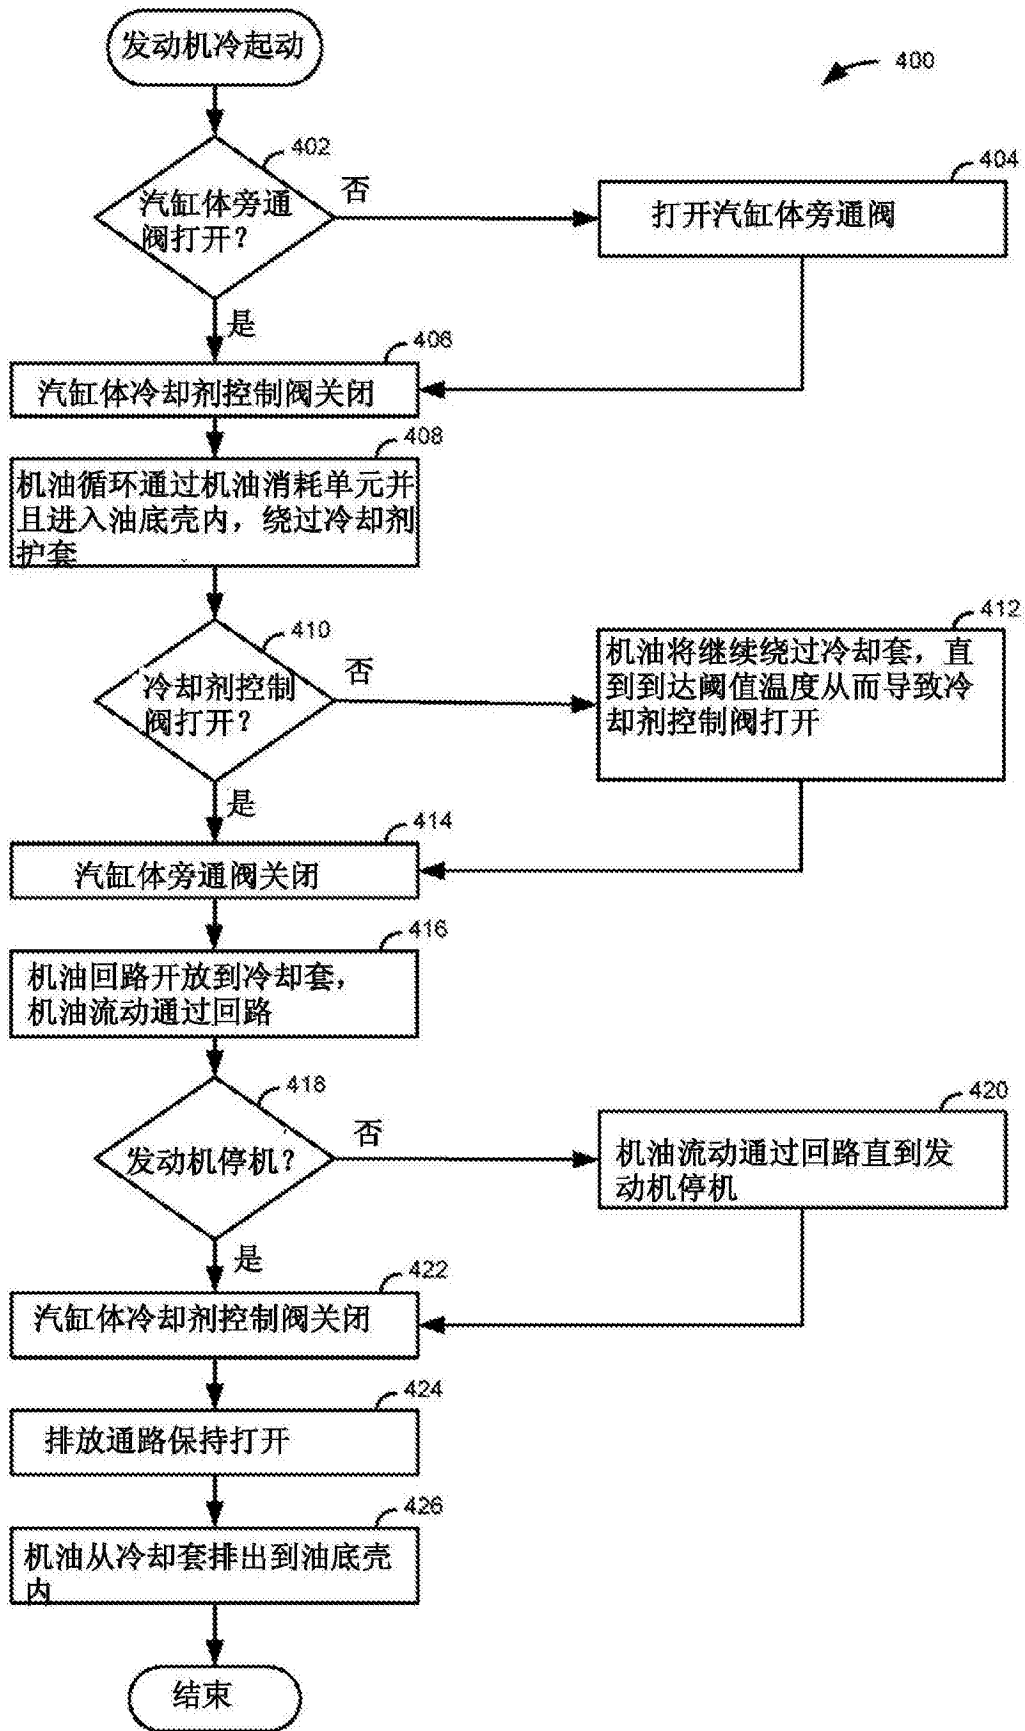 发动机冷起动
400
402
汽缸体旁通
阀打开？
否
404
打开汽缸体旁通阀
是
406
汽缸体冷却剂控制阀关闭
408
机油循环通过机油消耗单元并
且进入油底壳内，绕过冷却剂
护套
410
冷却剂控制
阀打开？
否
412
机油将继续绕过冷却套，直
到到达阈值温度从而导致冷
却剂控制阀打开
是
414
汽缸体旁通阀关闭
416
机油回路开放到冷却套，
机油流动通过回路
418
发动机停机？
否
420
机油流动通过回路直到发
动机停机
是
422
汽缸体冷却剂控制阀关闭
424
排放通路保持打开
426
机油从冷却套排出到油底壳
内
结束